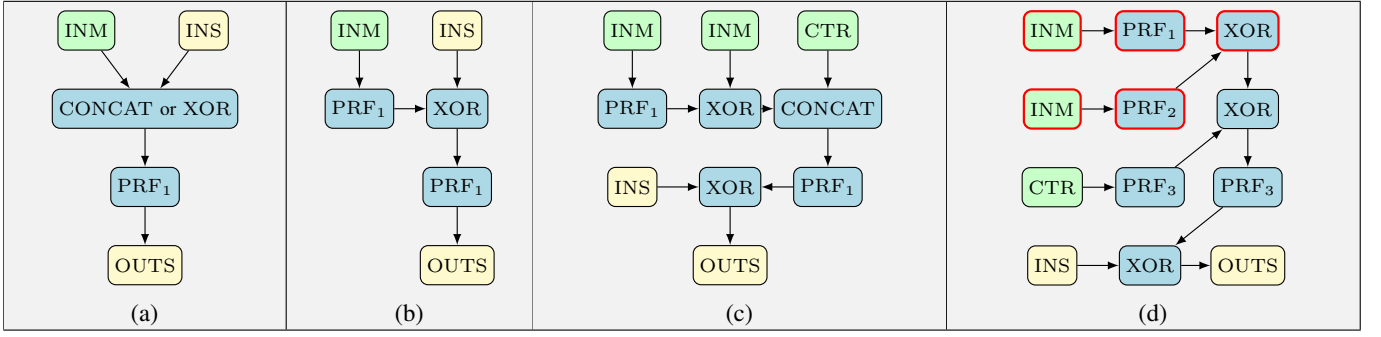 INM INS
CONCAT or XOR
PRF₁
OUTS
(a)
INM INS
PRF₁ XOR
PRF₁
OUTS
(b)
INM INM CTR
PRF₁ XOR CONCAT
INS XOR PRF₁
OUTS
(c)
INM PRF₁ XOR
INM PRF₂ XOR
CTR PRF₃ PRF₃
INS XOR OUTS
(d)